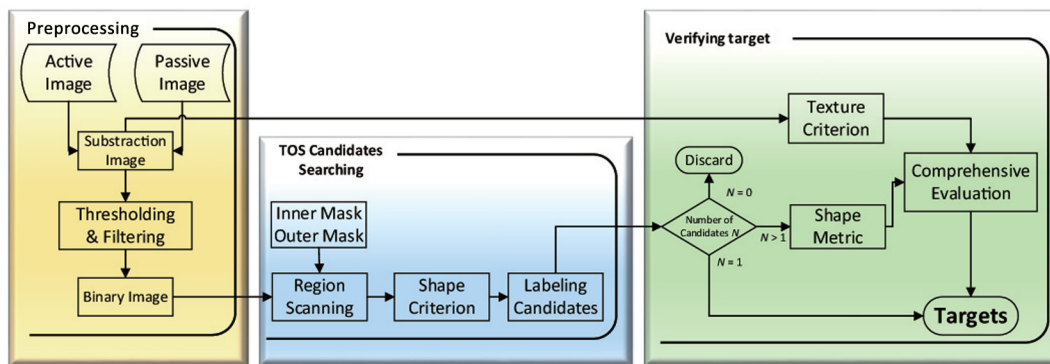 Preprocessing
Active
Image
Passive
Image
Substraction
Image
Thresholding
& Filtering
Binary Image
TOS Candidates
Searching
Inner Mask
Outer Mask
Region
Scanning
Shape
Criterion
Labeling
Candidates
Verifying target
Texture
Criterion
Discard
N = 0
Number of
Candidates N
N > 1
N = 1
Shape
Metric
Comprehensive
Evaluation
Targets